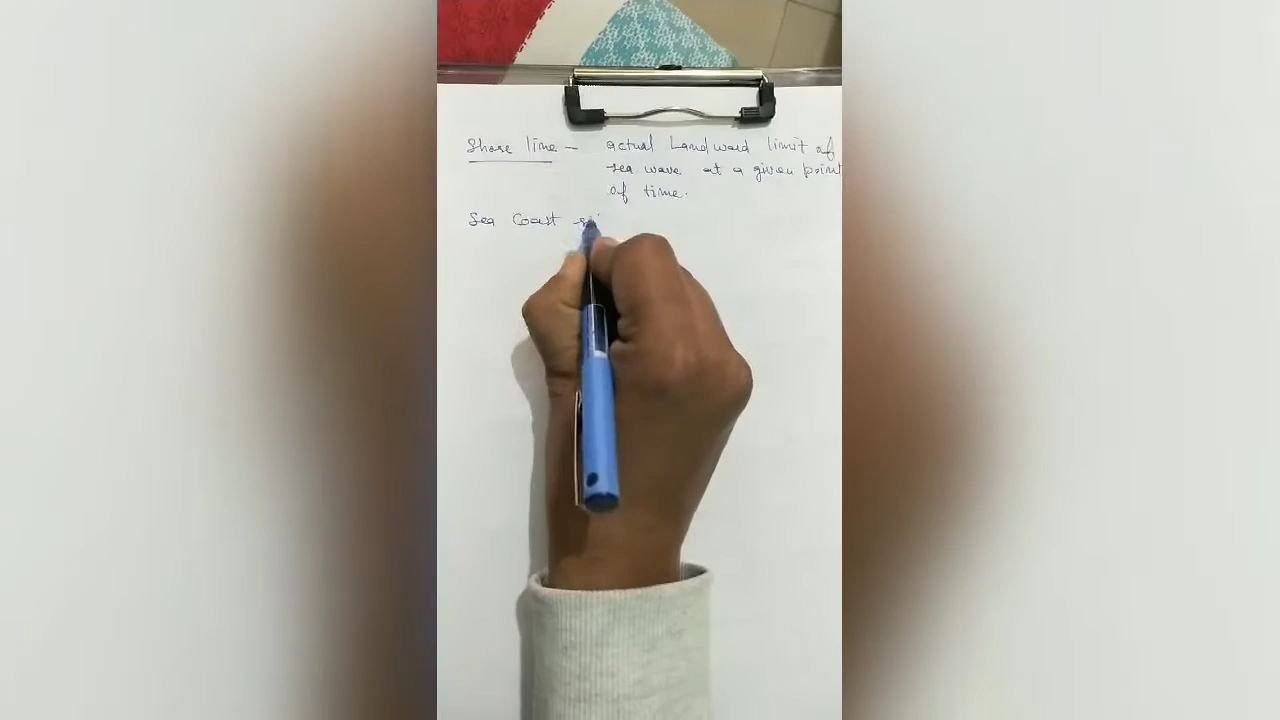 Shore line - actual Landward limit of
sea wave at a given point
of time.
Sea Coast